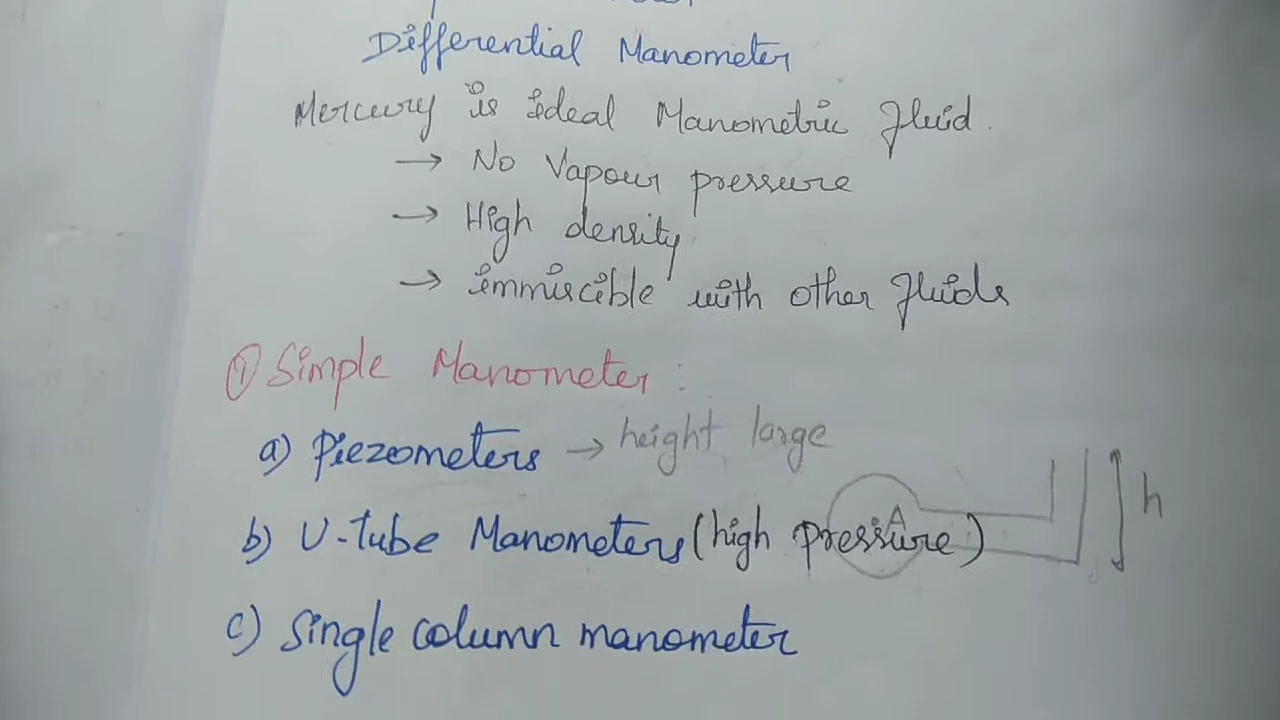 Differential Manometer
Mercury is ideal Manometric fluid.
→ No Vapour pressure
→ High density
→ immiscible with other fluids
① Simple Manometer :
a) Piezometers → height large
b) U-tube Manometers (high pressure)
A
h
c) Single column manometer